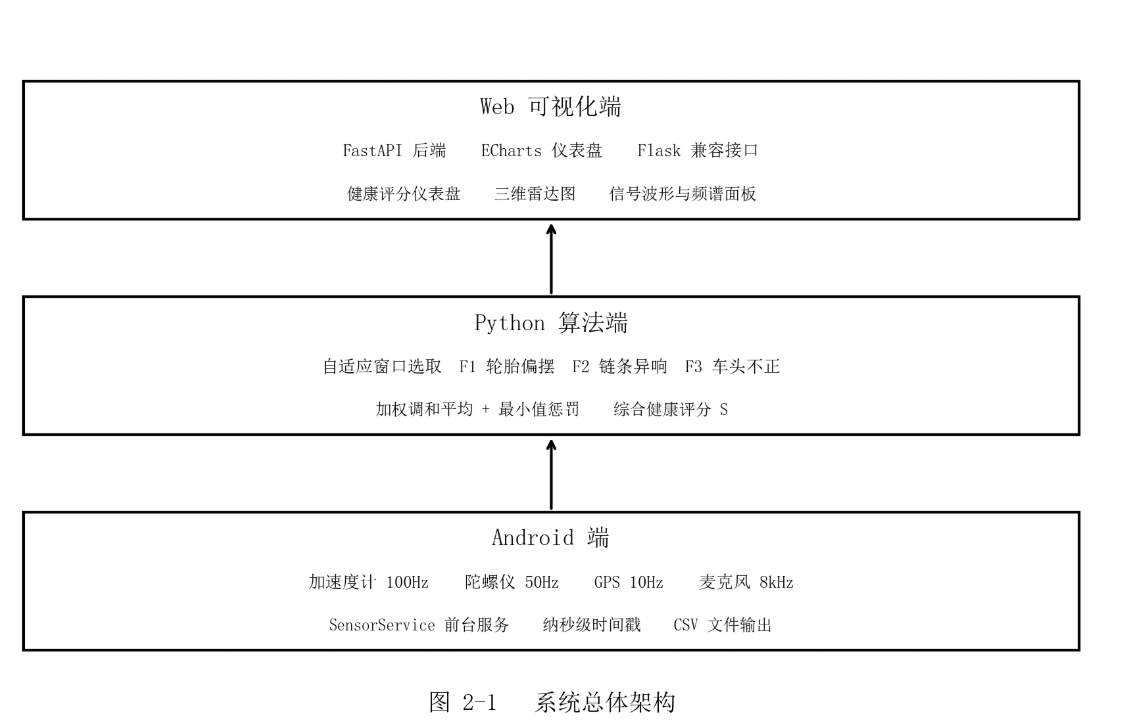 Web 可视化端
FastAPI 后端 ECharts 仪表盘 Flask 兼容接口
健康评分仪表盘 三维雷达图 信号波形与频谱面板
Python 算法端
自适应窗口选取 F1 轮胎偏摆 F2 链条异响 F3 车头不正
加权调和平均 + 最小值惩罚 综合健康评分 S
Android 端
加速度计 100Hz 陀螺仪 50Hz GPS 10Hz 麦克风 8kHz
SensorService 前台服务 纳秒级时间戳 CSV 文件输出
图 2-1 系统总体架构